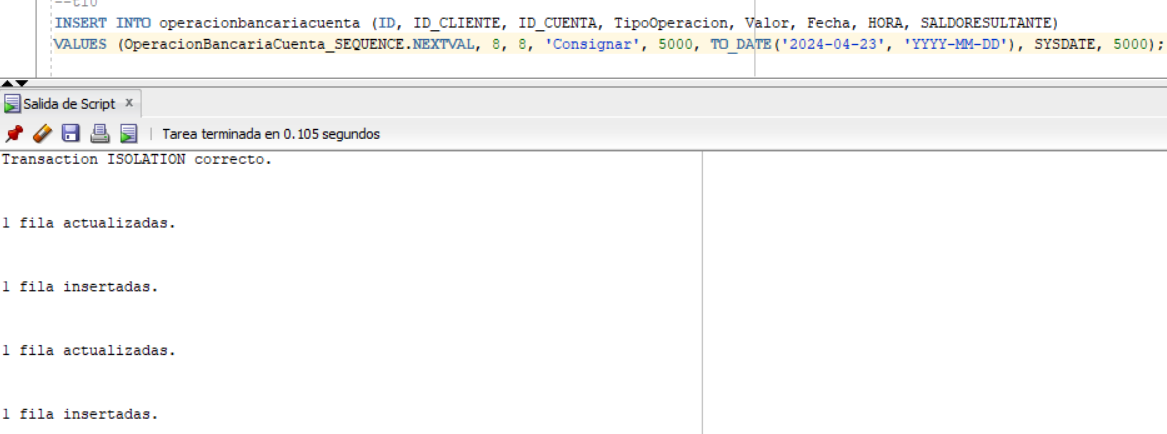 --t10
INSERT INTO operacionbancariacuenta (ID, ID_CLIENTE, ID_CUENTA, TipoOperacion, Valor, Fecha, HORA, SALDORESULTANTE)
VALUES (OperacionBancariaCuenta_SEQUENCE.NEXTVAL, 8, 8, 'Consignar', 5000, TO_DATE('2024-04-23', 'YYYY-MM-DD'), SYSDATE, 5000);
Salida de Script x
Tarea terminada en 0.105 segundos
Transaction ISOLATION correcto.
1 fila actualizadas.
1 fila insertadas.
1 fila actualizadas.
1 fila insertadas.